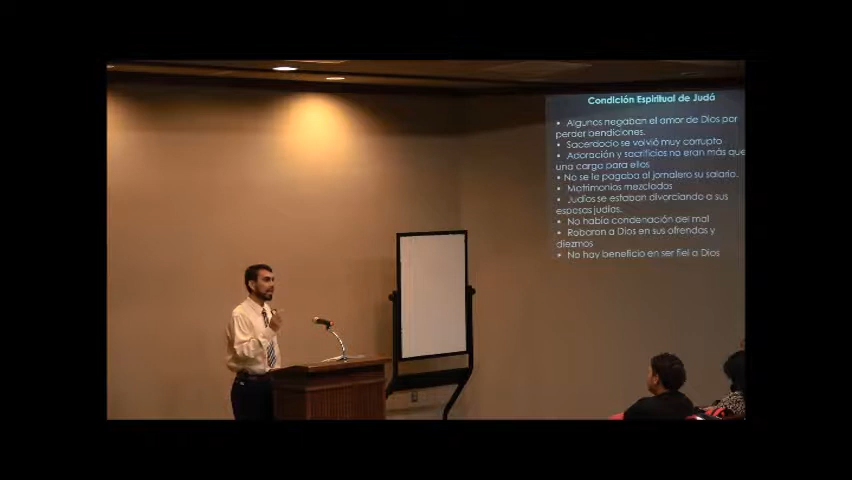 Condición Espiritual de Judá
• Algunos negaban el amor de Dios por
perder bendiciones.
• Sacerdocio se volvió muy corrupto
• Adoración y sacrificios no eran más que
una carga para ellos
• No se le pagaba al jornalero su salario.
• Matrimonios mezclados
• Judíos se estaban divorciando a sus
esposas judías.
• No había condenación del mal
• Robaron a Dios en sus ofrendas y
diezmos
• No hay beneficio en ser fiel a Dios